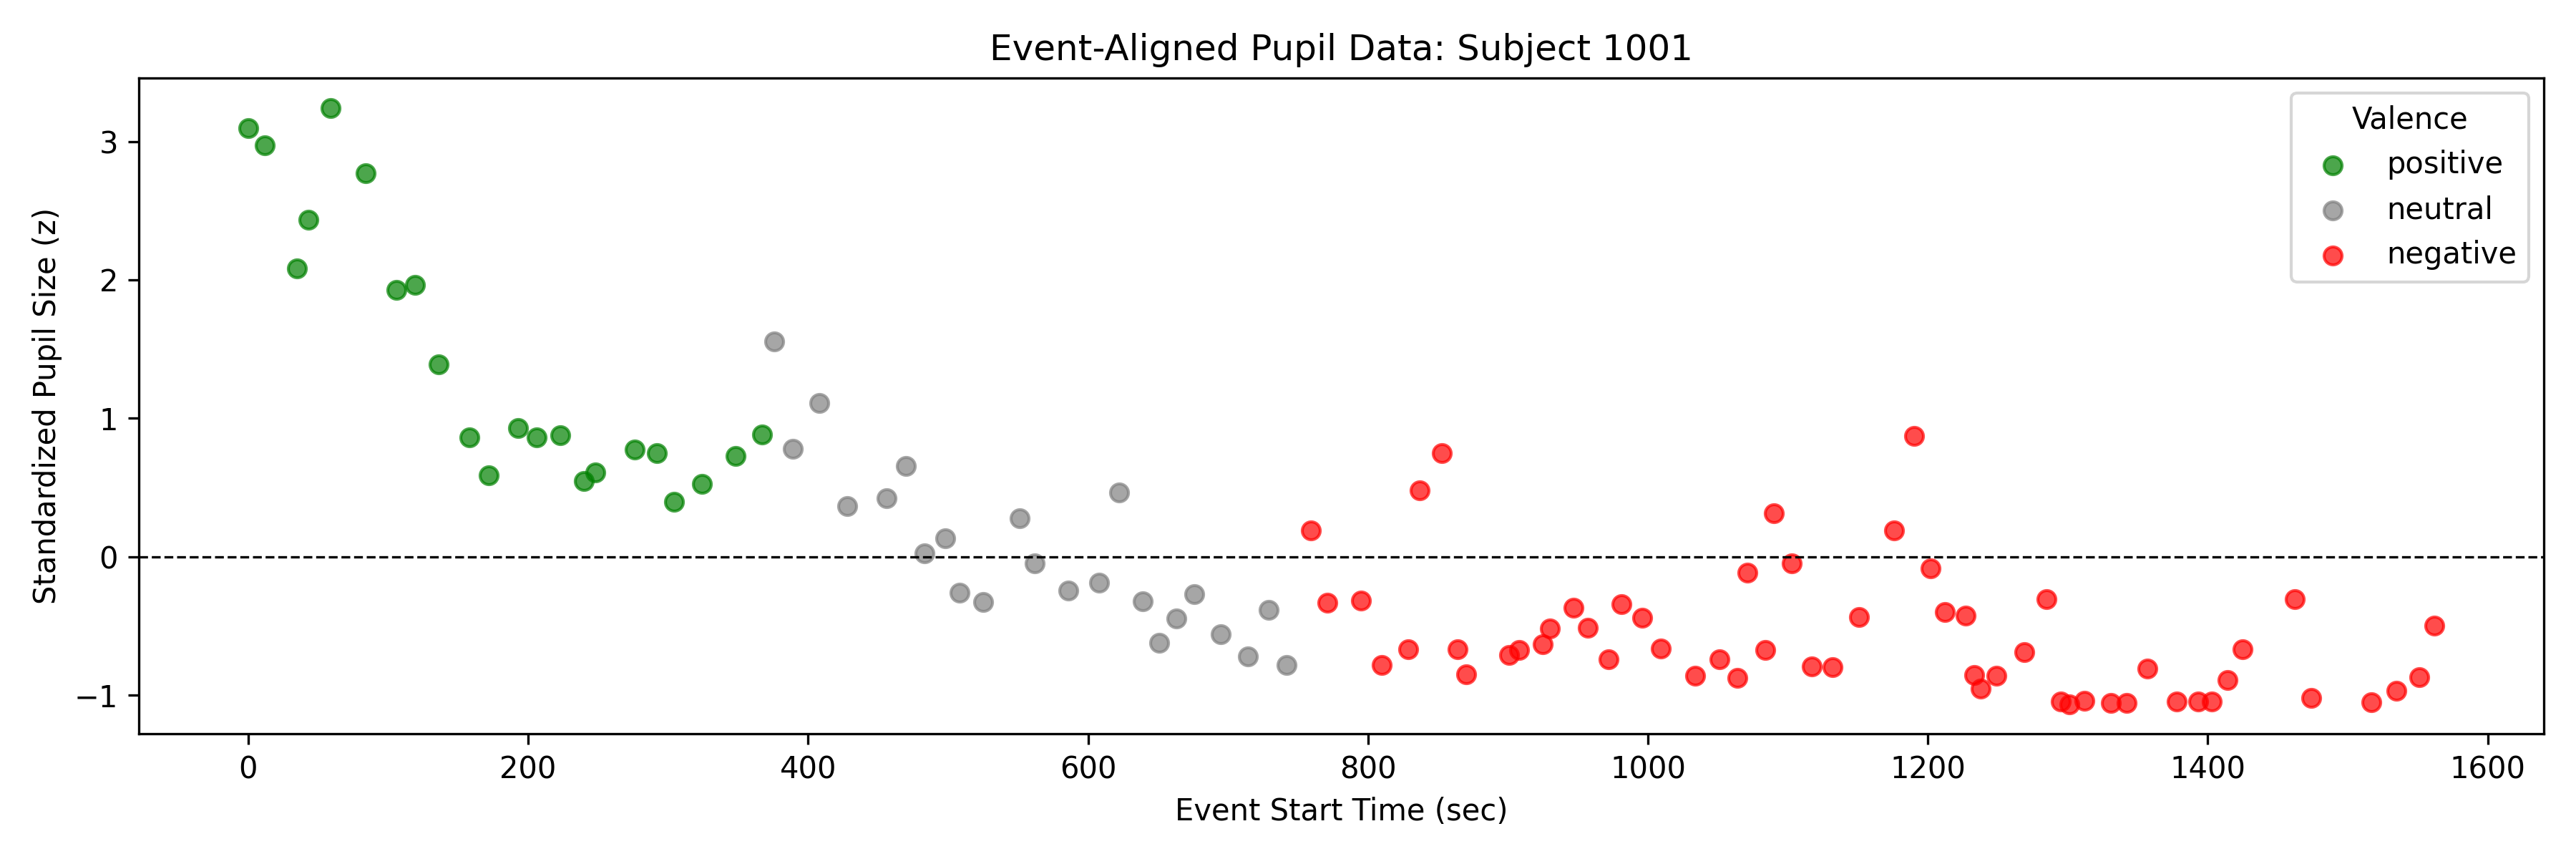 Event-Aligned Pupil Data: Subject 1001
Standardized Pupil Size (z)
3
2
1
0
−1
Valence
positive
neutral
negative
0 200 400 600 800 1000 1200 1400 1600
Event Start Time (sec)